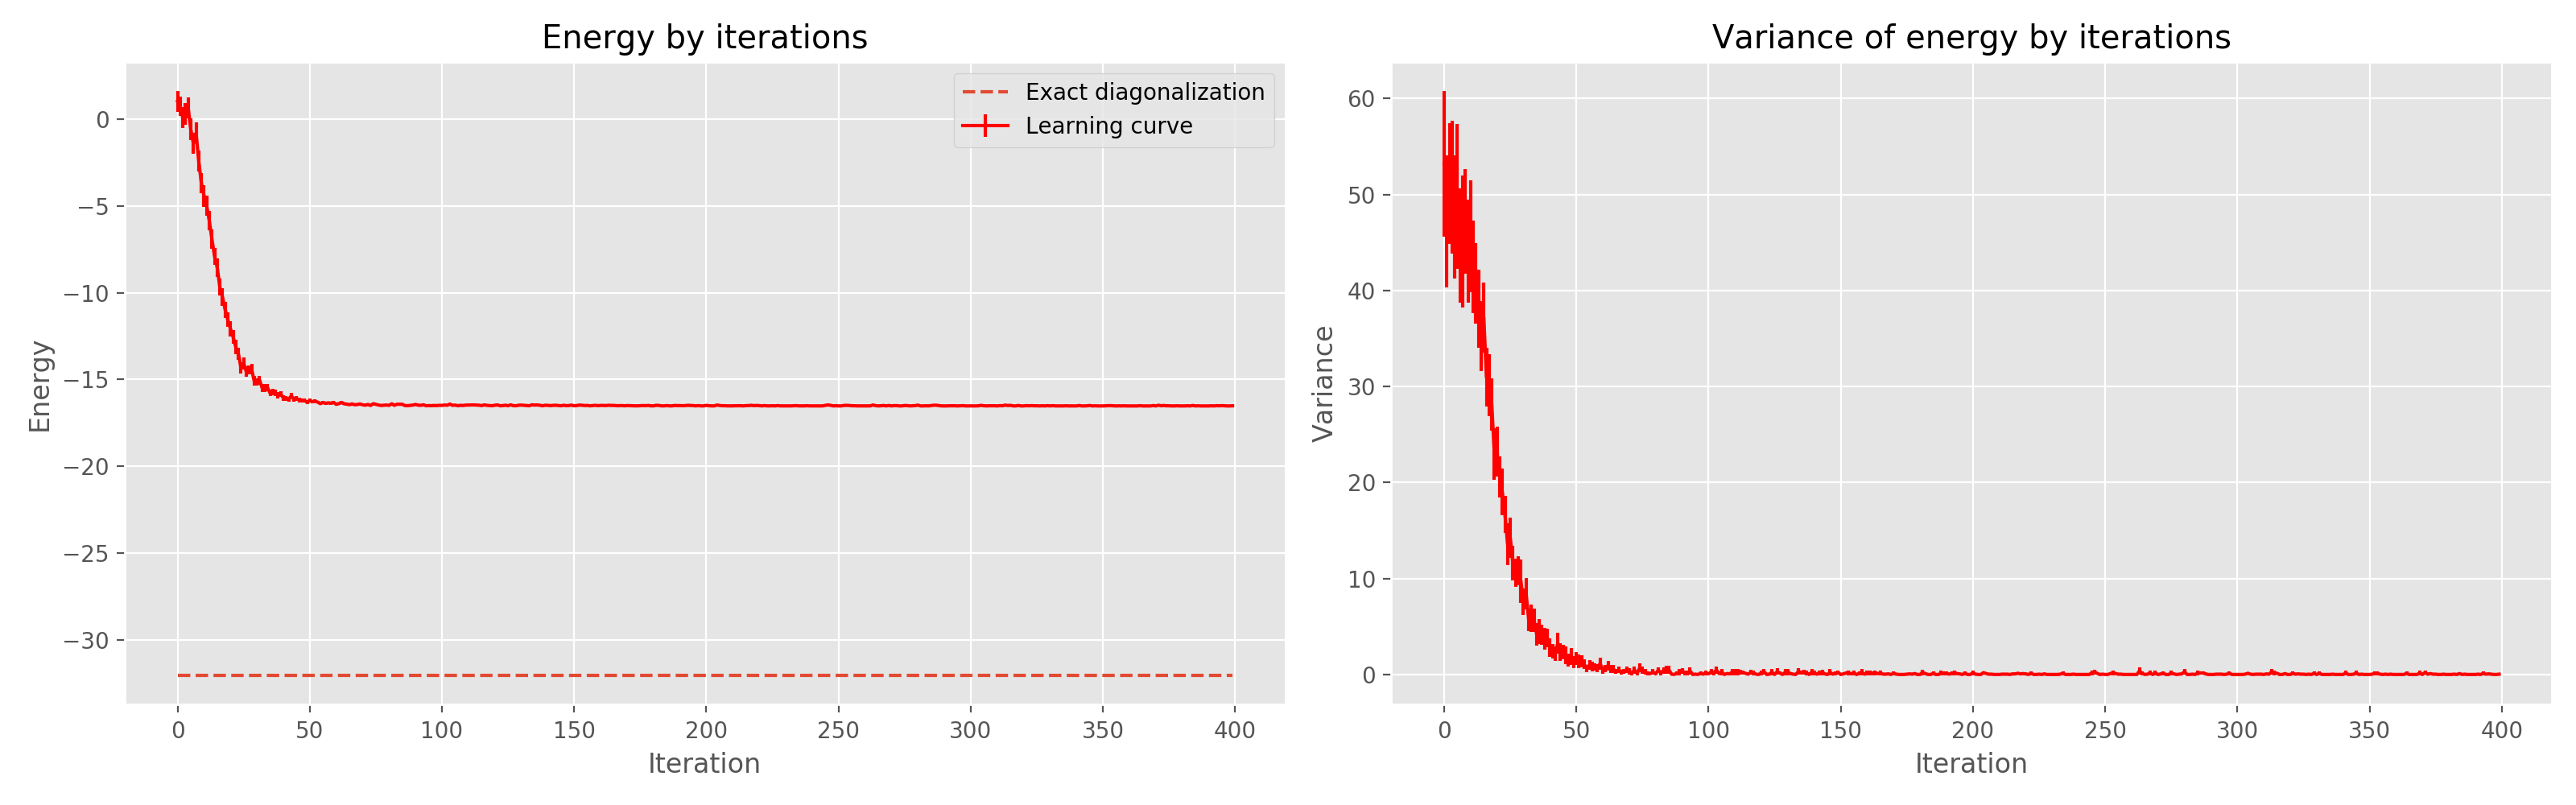 Energy by iterations
Exact diagonalization
Learning curve
0
−5
−10
−15
−20
−25
−30
Energy
0 50 100 150 200 250 300 350 400
Iteration
Variance of energy by iterations
60
50
40
30
20
10
0
Variance
0 50 100 150 200 250 300 350 400
Iteration